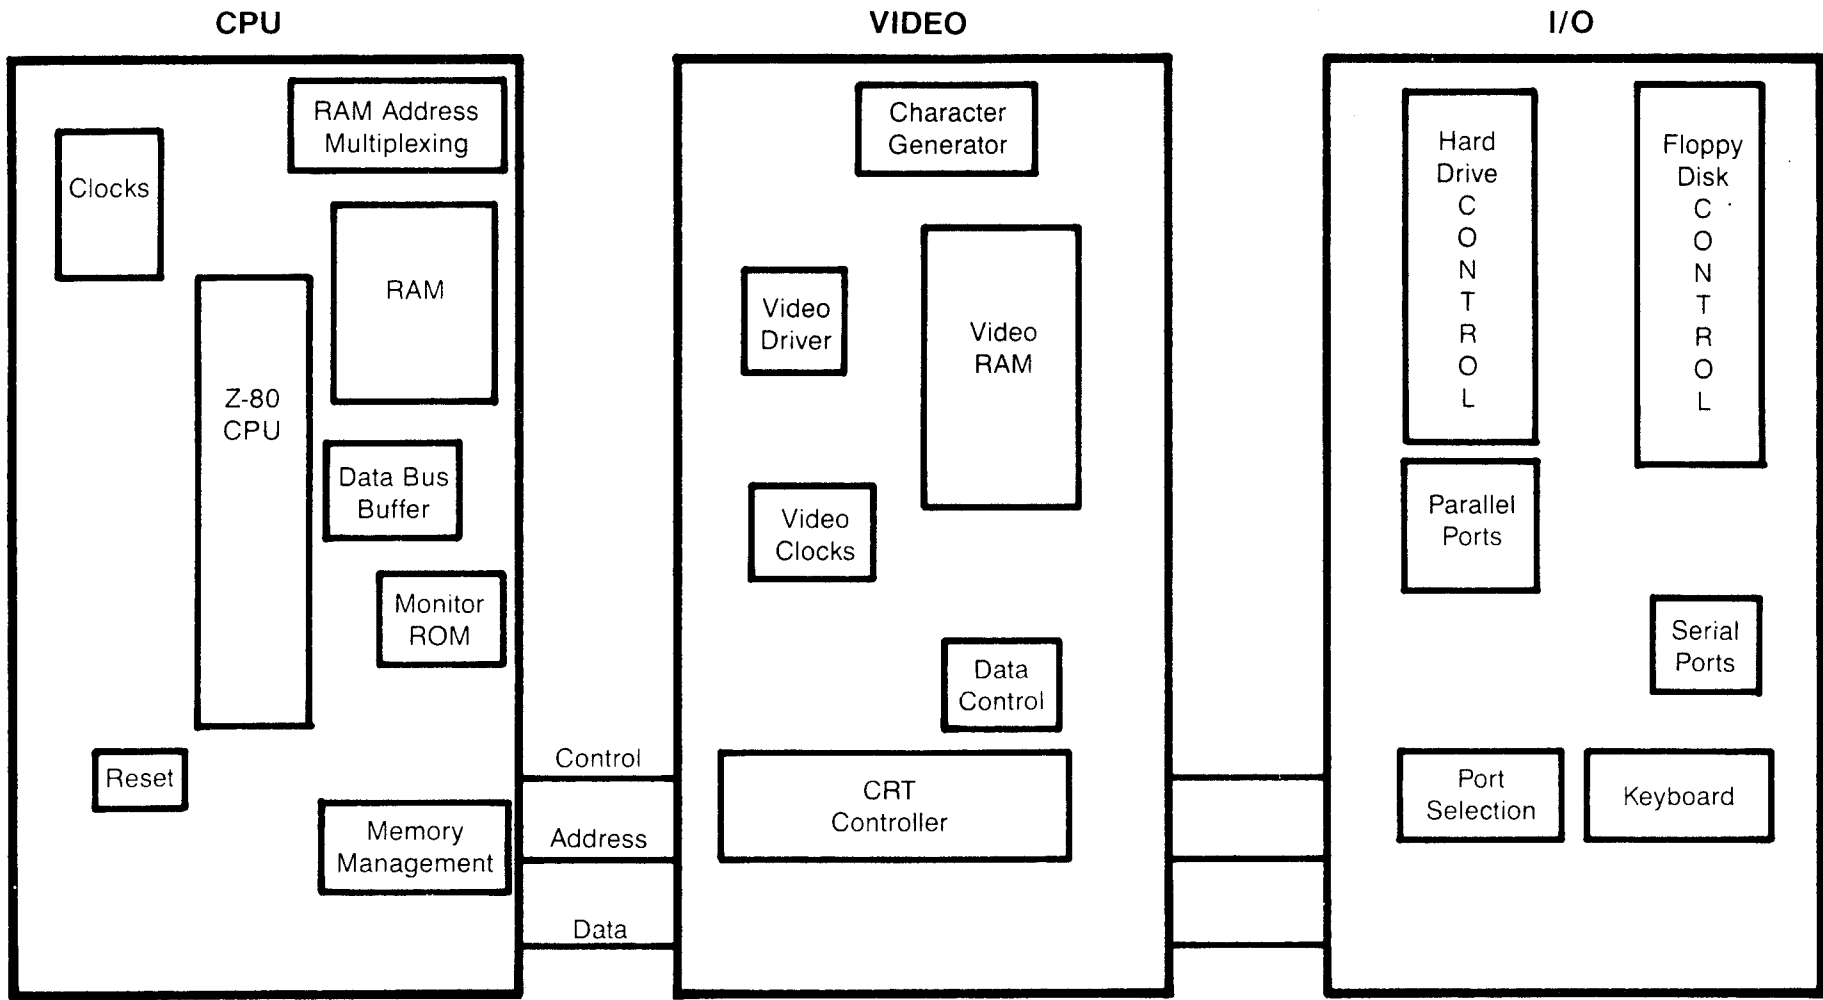 CPU
VIDEO
I/O
RAM Address
Multiplexing
Clocks
RAM
Z-80
CPU
Data Bus
Buffer
Monitor
ROM
Reset
Memory
Management
Control
Address
Data
Character
Generator
Video
Driver
Video
RAM
Video
Clocks
Data
Control
CRT
Controller
Hard
Drive
C
O
N
T
R
O
L
Floppy
Disk
C
O
N
T
R
O
L
Parallel
Ports
Serial
Ports
Port
Selection
Keyboard